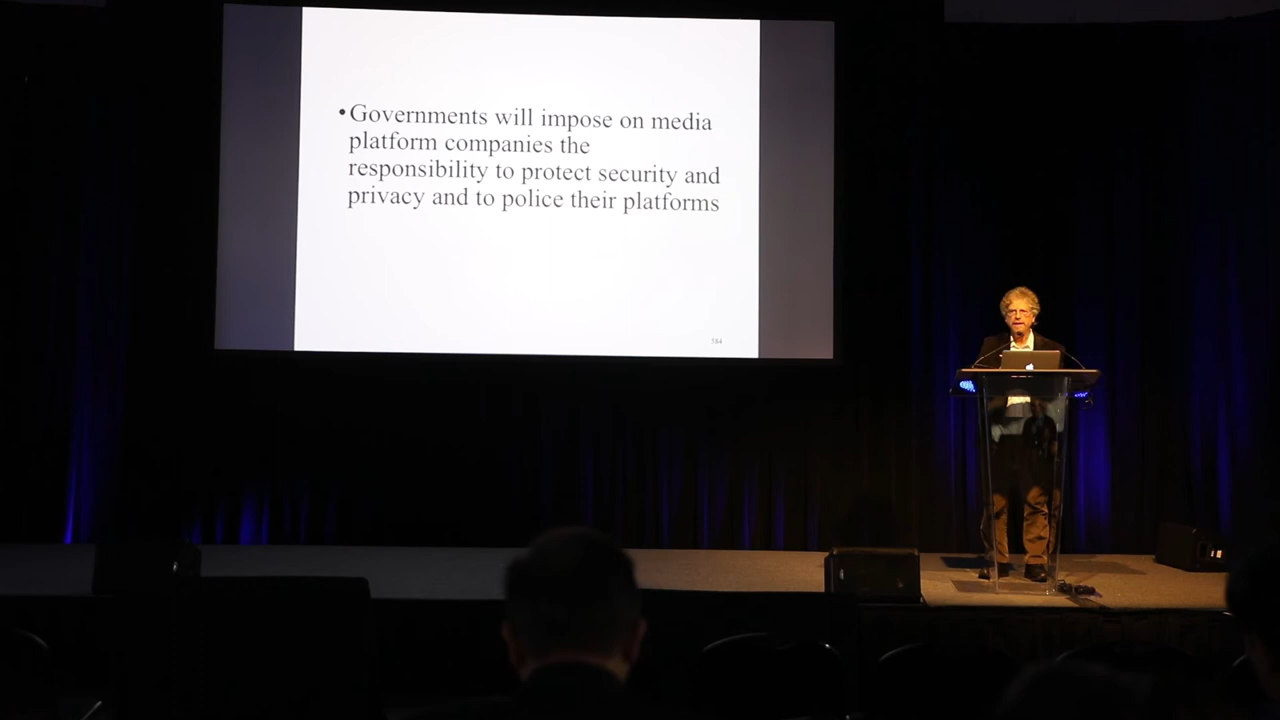 •Governments will impose on media
platform companies the
responsibility to protect security and
privacy and to police their platforms
584